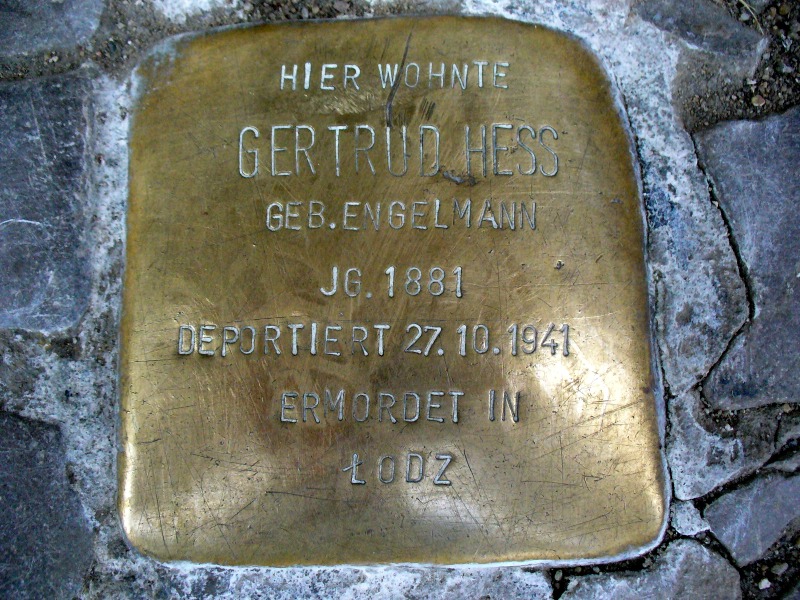 HIER WOHNTE
GERTRUD HESS
GEB. ENGELMANN
JG. 1881
DEPORTIERT 27.10.1941
ERMORDET IN
ŁODZ